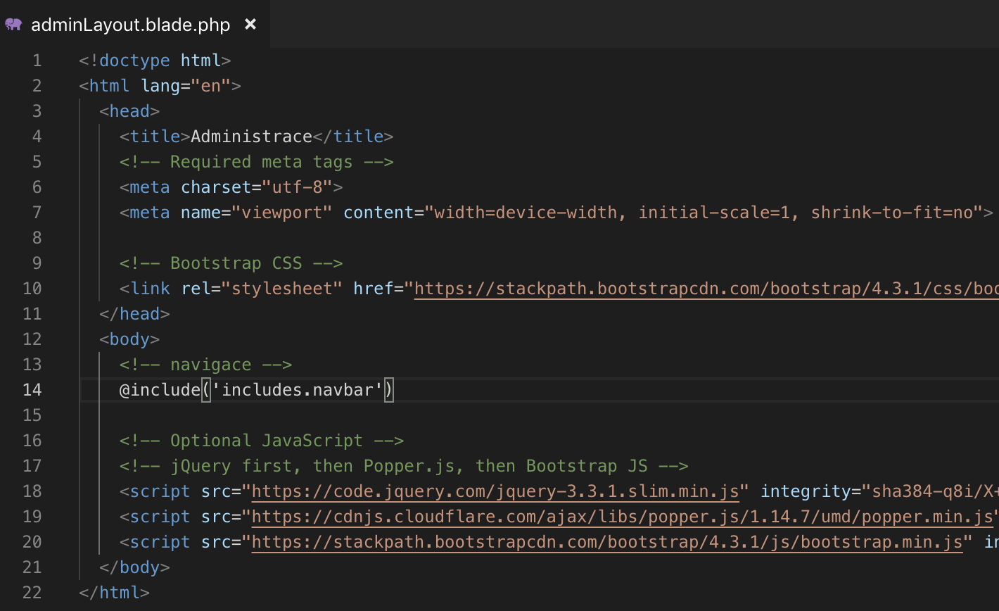 adminLayout.blade.php ×
1 <!doctype html>
2 <html lang="en">
3 <head>
4 <title>Administrace</title>
5 <!-- Required meta tags -->
6 <meta charset="utf-8">
7 <meta name="viewport" content="width=device-width, initial-scale=1, shrink-to-fit=no">
8
9 <!-- Bootstrap CSS -->
10 <link rel="stylesheet" href="https://stackpath.bootstrapcdn.com/bootstrap/4.3.1/css/boo
11 </head>
12 <body>
13 <!-- navigace -->
14 @include('includes.navbar')
15
16 <!-- Optional JavaScript -->
17 <!-- jQuery first, then Popper.js, then Bootstrap JS -->
18 <script src="https://code.jquery.com/jquery-3.3.1.slim.min.js" integrity="sha384-q8i/X+
19 <script src="https://cdnjs.cloudflare.com/ajax/libs/popper.js/1.14.7/umd/popper.min.js"
20 <script src="https://stackpath.bootstrapcdn.com/bootstrap/4.3.1/js/bootstrap.min.js" in
21 </body>
22 </html>